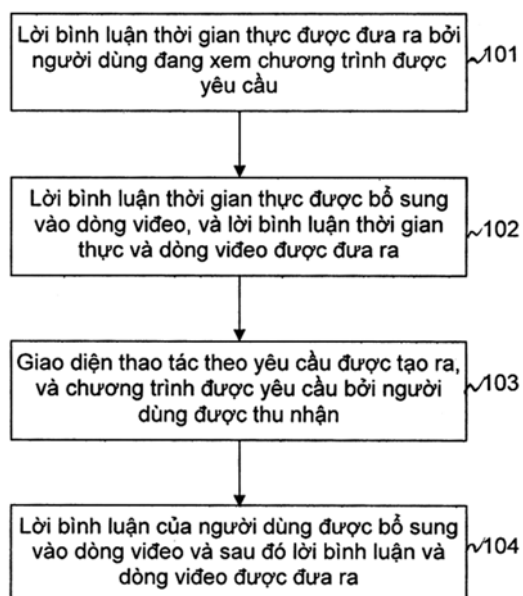 Lời bình luận thời gian thực được đưa ra bởi
người dùng đang xem chương trình được
yêu cầu
101
Lời bình luận thời gian thực được bổ sung
vào dòng viđeo, và lời bình luận thời gian
thực và dòng viđeo được đưa ra
102
Giao diện thao tác theo yêu cầu được tạo ra,
và chương trình được yêu cầu bởi người
dùng được thu nhận
103
Lời bình luận của người dùng được bổ sung
vào dòng viđeo và sau đó lời bình luận và
dòng viđeo được đưa ra
104